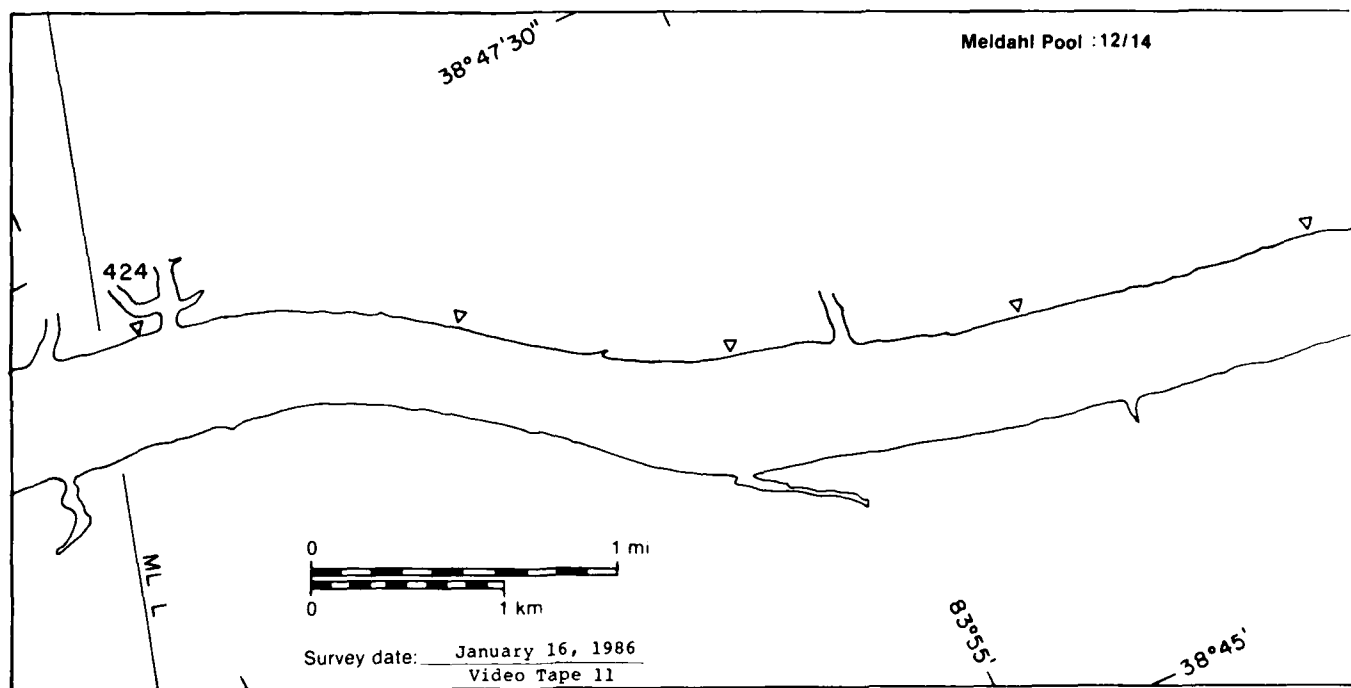 38°47'30"
Meldahl Pool : 12/14
424
ML L
0 1 mi
0 1 km
83°55'
38°45'
Survey date: January 16, 1986
Video Tape 11